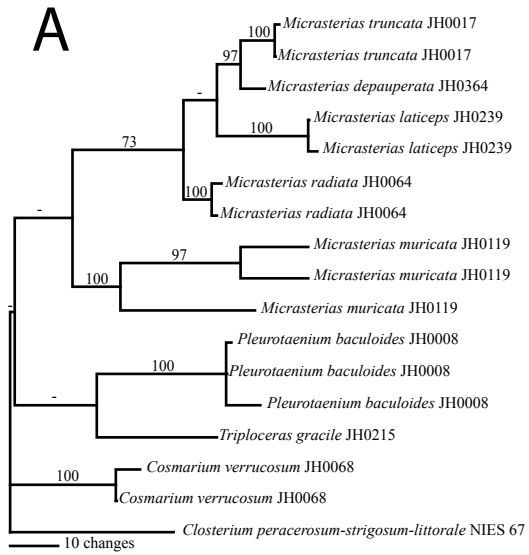 A
100
Micrasterias truncata JH0017
97
Micrasterias truncata JH0017
-
Micrasterias depauperata JH0364
Micrasterias laticeps JH0239
100
73
Micrasterias laticeps JH0239
Micrasterias radiata JH0064
100
-
Micrasterias radiata JH0064
Micrasterias muricata JH0119
97
Micrasterias muricata JH0119
100
-
Micrasterias muricata JH0119
Pleurotaenium baculoides JH0008
100
Pleurotaenium baculoides JH0008
-
Pleurotaenium baculoides JH0008
Triploceras gracile JH0215
Cosmarium verrucosum JH0068
100
Cosmarium verrucosum JH0068
Closterium peracerosum-strigosum-littorale NIES 67
10 changes